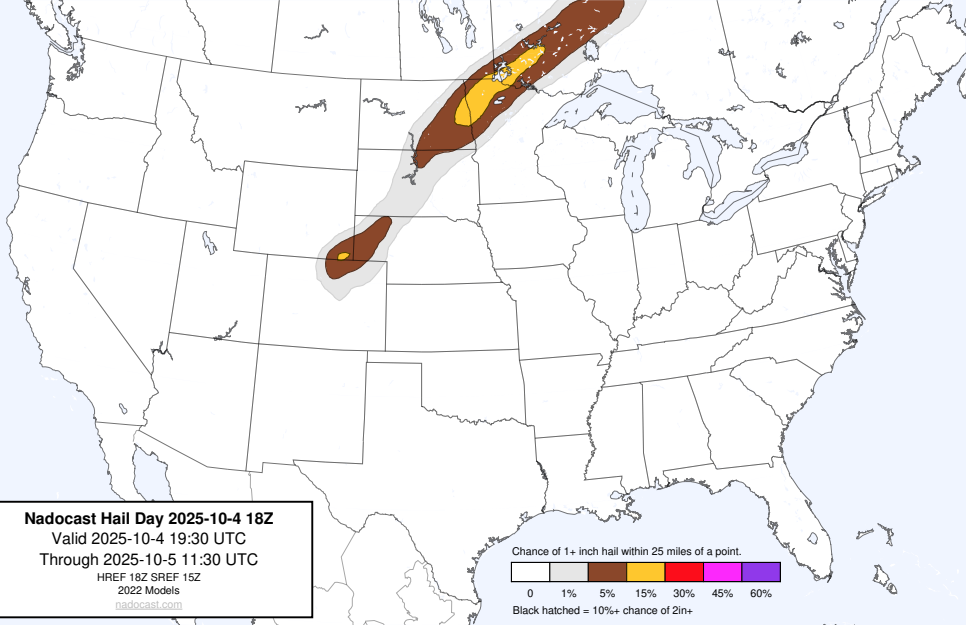 Nadocast Hail Day 2025-10-4 18Z
Valid 2025-10-4 19:30 UTC
Through 2025-10-5 11:30 UTC
HREF 18Z SREF 15Z
2022 Models
nadocast.com
Chance of 1+ inch hail within 25 miles of a point.
0 1% 5% 15% 30% 45% 60%
Black hatched = 10%+ chance of 2in+